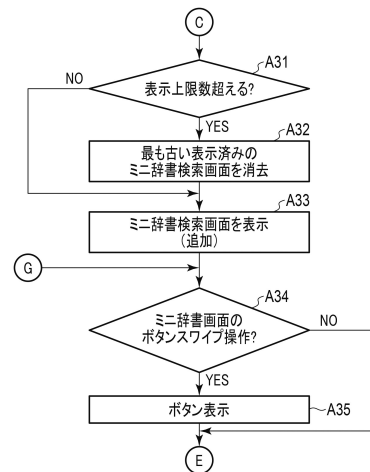 C
A31
表示上限数超える?
NO
YES
A32
最も古い表示済みの
ミニ辞書検索画面を消去
A33
ミニ辞書検索画面を表示
(追加)
G
A34
ミニ辞書画面の
ボタンスワイプ操作?
NO
YES
ボタン表示
A35
E